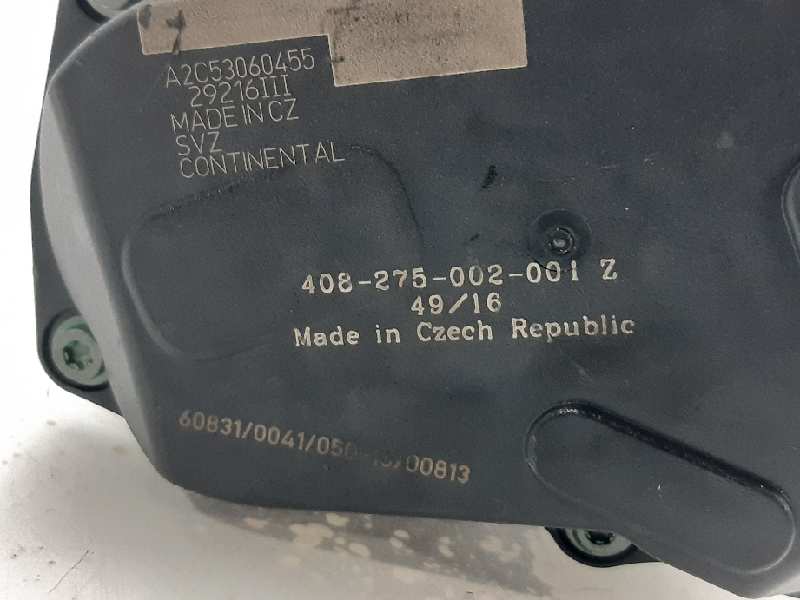 A2C53060455
29216III
MADE IN CZ
SVZ
CONTINENTAL
408-275-002-001 Z
49/16
Made in Czech Republic